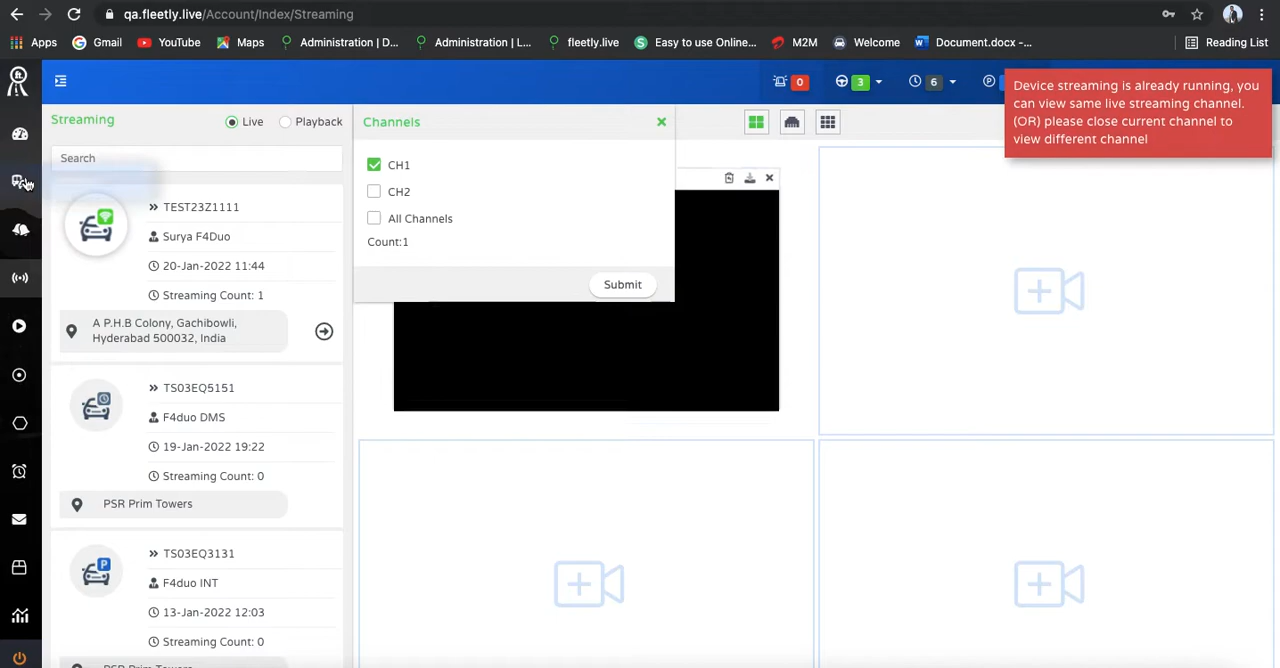 qa.fleetly.live/Account/Index/Streaming
Apps Gmail YouTube Maps Administration | D... Administration | L... fleetly.live Easy to use Online... M2M Welcome Document.docx -... Reading List
0 3 6
Device streaming is already running, you
can view same live streaming channel.
(OR) please close current channel to
view different channel
Streaming Live Playback
Search
TEST23Z1111
Surya F4Duo
20-Jan-2022 11:44
Streaming Count: 1
A P.H.B Colony, Gachibowli,
Hyderabad 500032, India
TS03EQ5151
F4duo DMS
19-Jan-2022 19:22
Streaming Count: 0
PSR Prim Towers
TS03EQ3131
F4duo INT
13-Jan-2022 12:03
Streaming Count: 0
PSR Prim Towers
Channels
CH1
CH2
All Channels
Count:1
Submit